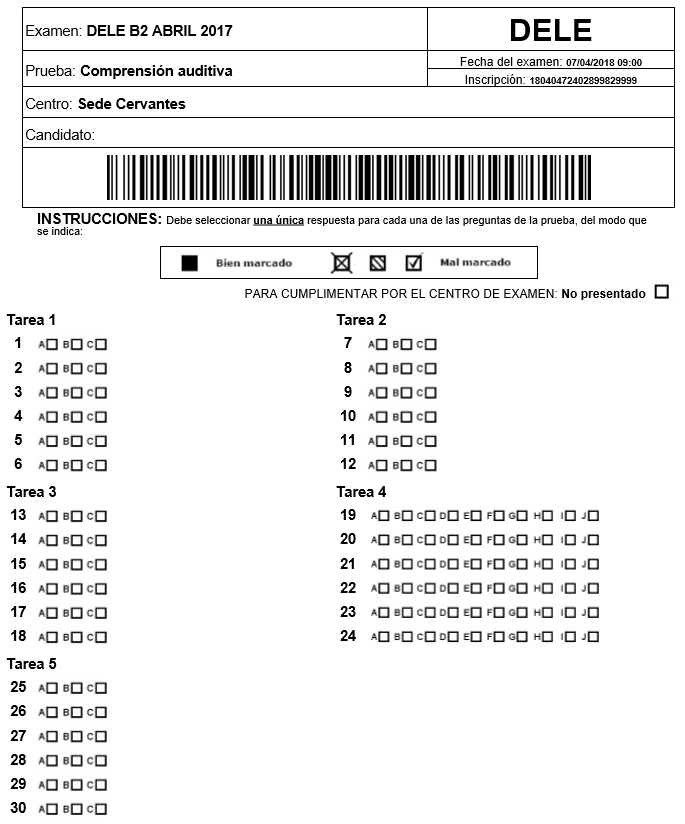 Examen: DELE B2 ABRIL 2017
DELE
Prueba: Comprensión auditiva
Fecha del examen: 07/04/2018 09:00
Inscripción: 18040472402899829999
Centro: Sede Cervantes
Candidato:
INSTRUCCIONES: Debe seleccionar una única respuesta para cada una de las preguntas de la prueba, del modo que
se indica:
Bien marcado Mal marcado
PARA CUMPLIMENTAR POR EL CENTRO DE EXAMEN: No presentado
Tarea 1
1 A B C
2 A B C
3 A B C
4 A B C
5 A B C
6 A B C
Tarea 2
7 A B C
8 A B C
9 A B C
10 A B C
11 A B C
12 A B C
Tarea 3
13 A B C
14 A B C
15 A B C
16 A B C
17 A B C
18 A B C
Tarea 4
19 A B C D E F G H I J
20 A B C D E F G H I J
21 A B C D E F G H I J
22 A B C D E F G H I J
23 A B C D E F G H I J
24 A B C D E F G H I J
Tarea 5
25 A B C
26 A B C
27 A B C
28 A B C
29 A B C
30 A B C